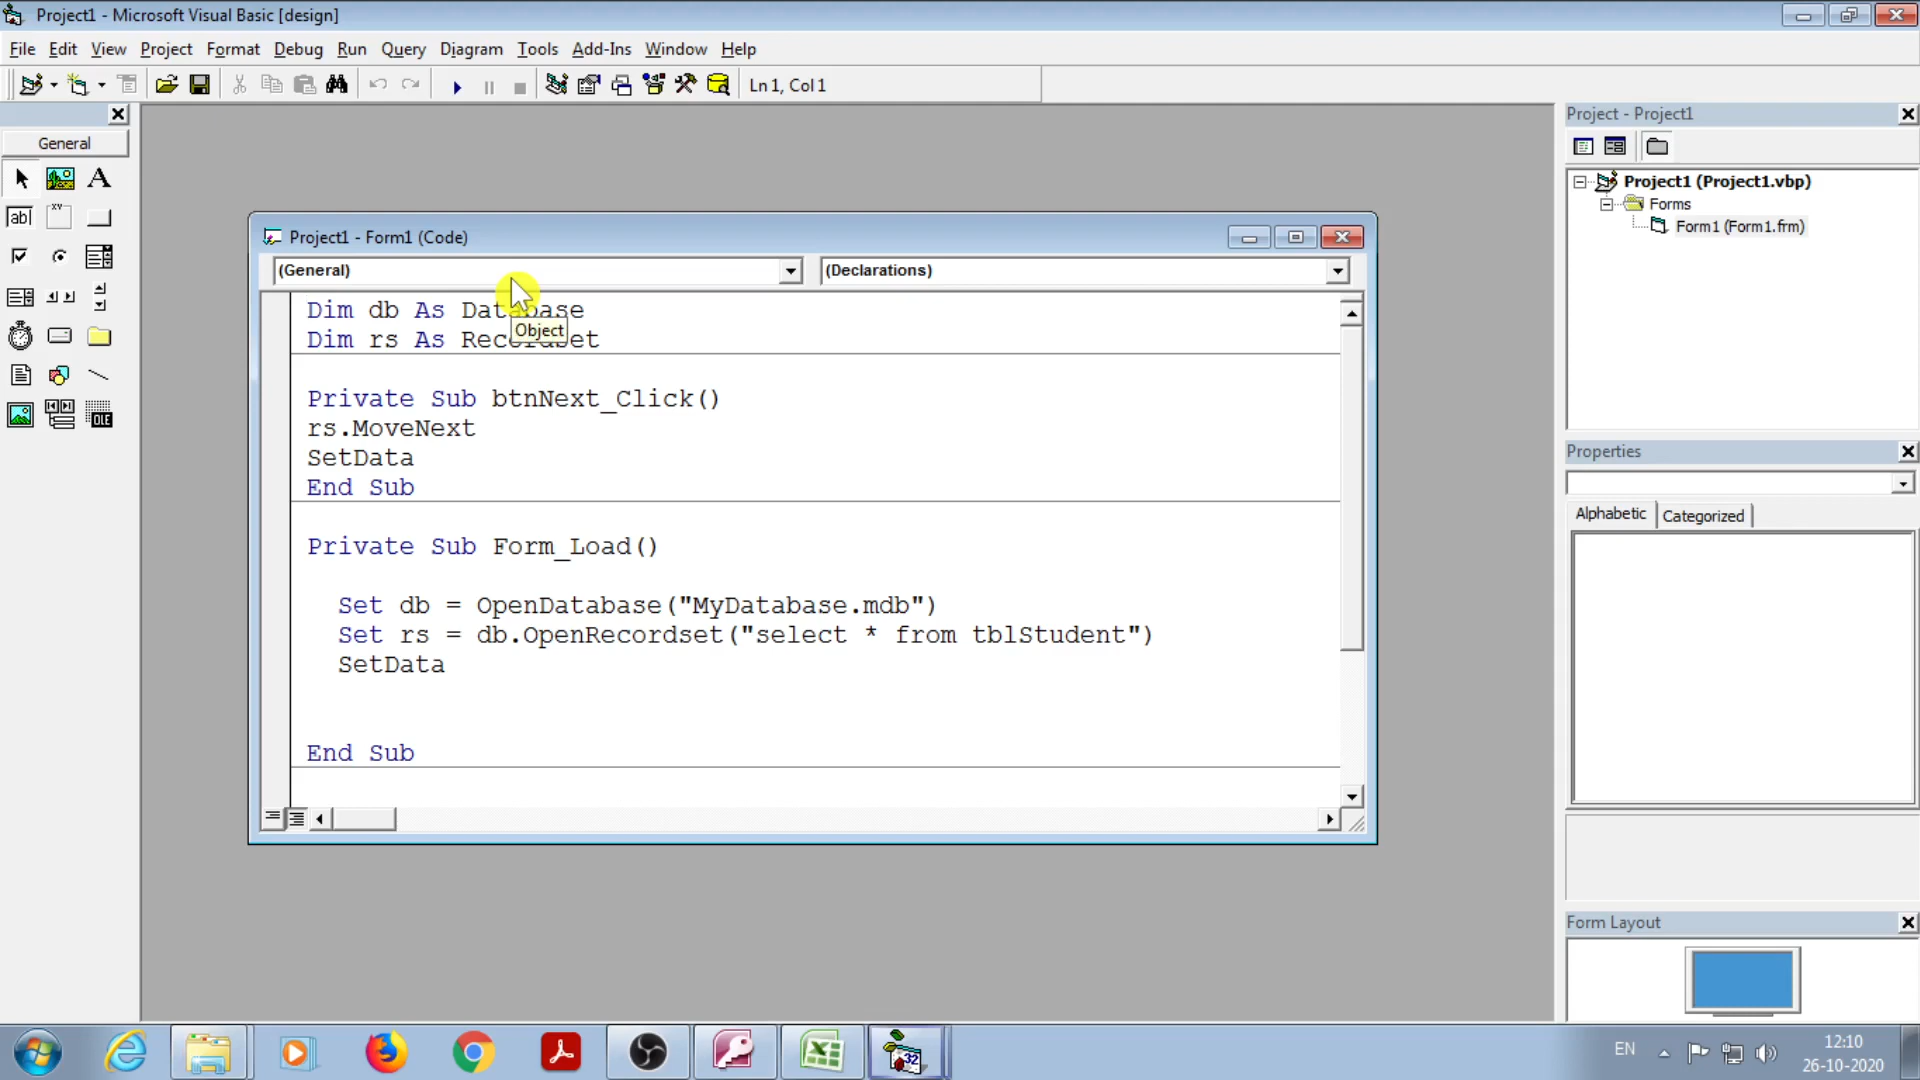 Project1 - Microsoft Visual Basic [design]
File Edit View Project Format Debug Run Query Diagram Tools Add-Ins Window Help
Ln 1, Col 1
General
Project - Project1
Project1 (Project1.vbp)
Forms
Form1 (Form1.frm)
Project1 - Form1 (Code)
(General)
(Declarations)
Dim db As Database
Object
Dim rs As Recordset
Private Sub btnNext_Click()
rs.MoveNext
SetData
End Sub
Private Sub Form_Load()
Set db = OpenDatabase("MyDatabase.mdb")
Set rs = db.OpenRecordset("select * from tblStudent")
SetData
End Sub
Properties
Alphabetic
Categorized
Form Layout
EN
12:10
26-10-2020